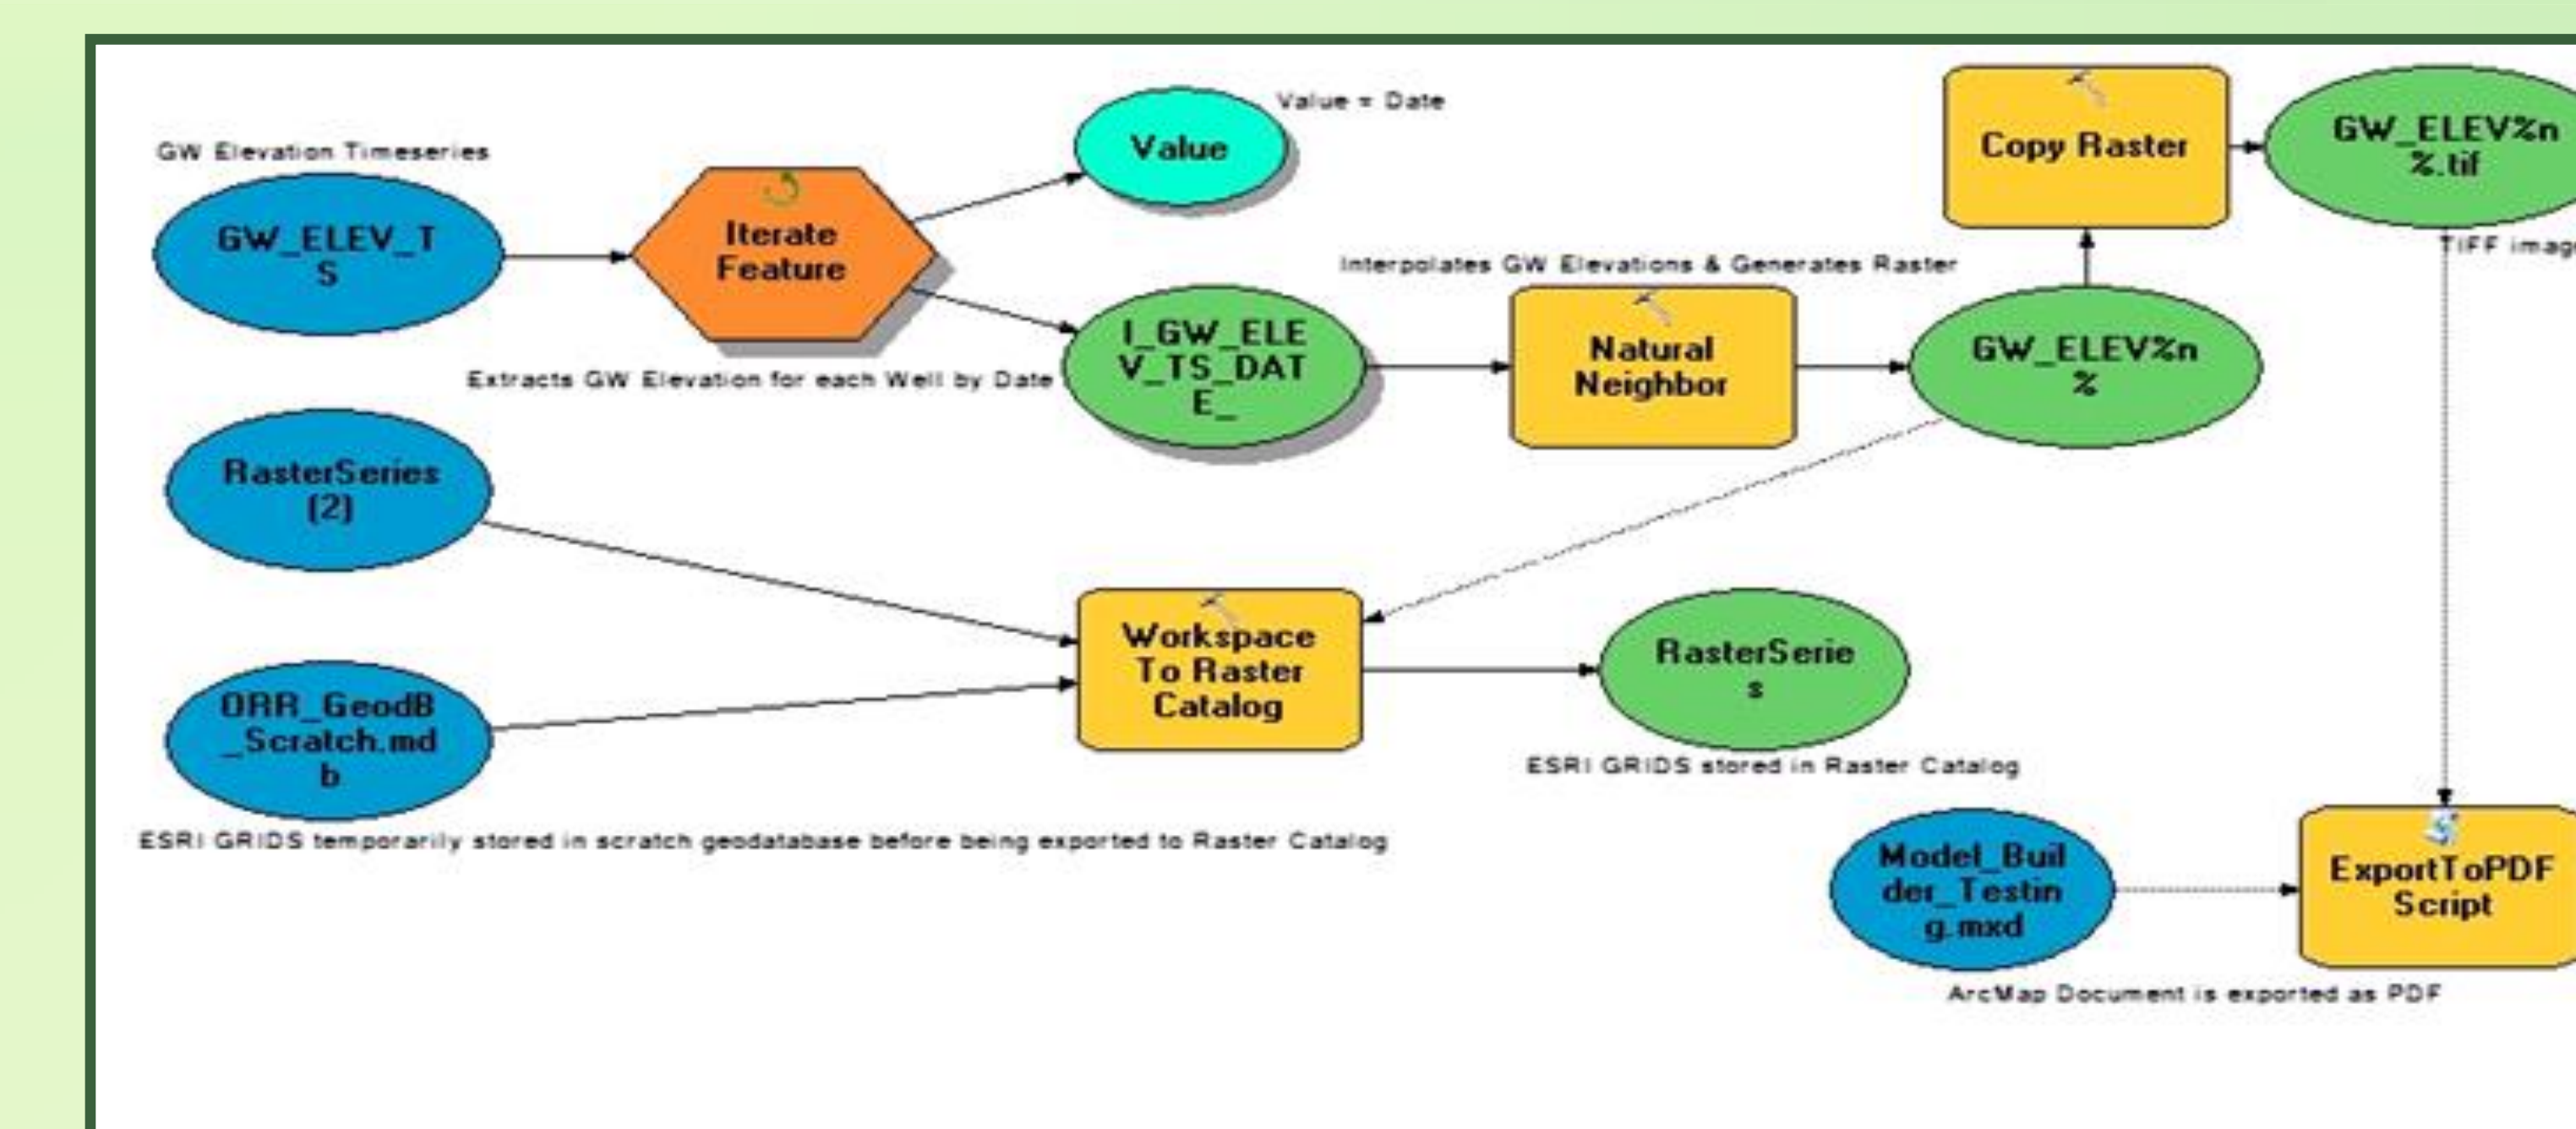 GW Elevation Timeseries
GW_ELEV_T
S
Iterate
Feature
Value
Value = Date
Extracts GW Elevation for each Well by Date
I_GW_ELE
V_TS_DAT
E_
Interpolates GW Elevations & Generates Raster
Natural
Neighbor
GW_ELEV%n
%
Copy Raster
GW_ELEV%n
%.tif
TIFF
RasterSeries
(2)
ORR_GeodB
_Scratch.md
b
ESRI GRIDS temporarily stored in scratch geodatabase before being exported to Raster Catalog
Workspace
To Raster
Catalog
RasterSerie
s
ESRI GRIDS stored in Raster Catalog
Model_Buil
der_Testin
g.mxd
ExportToPDF
Script
ArcMap Document is exported as PDF